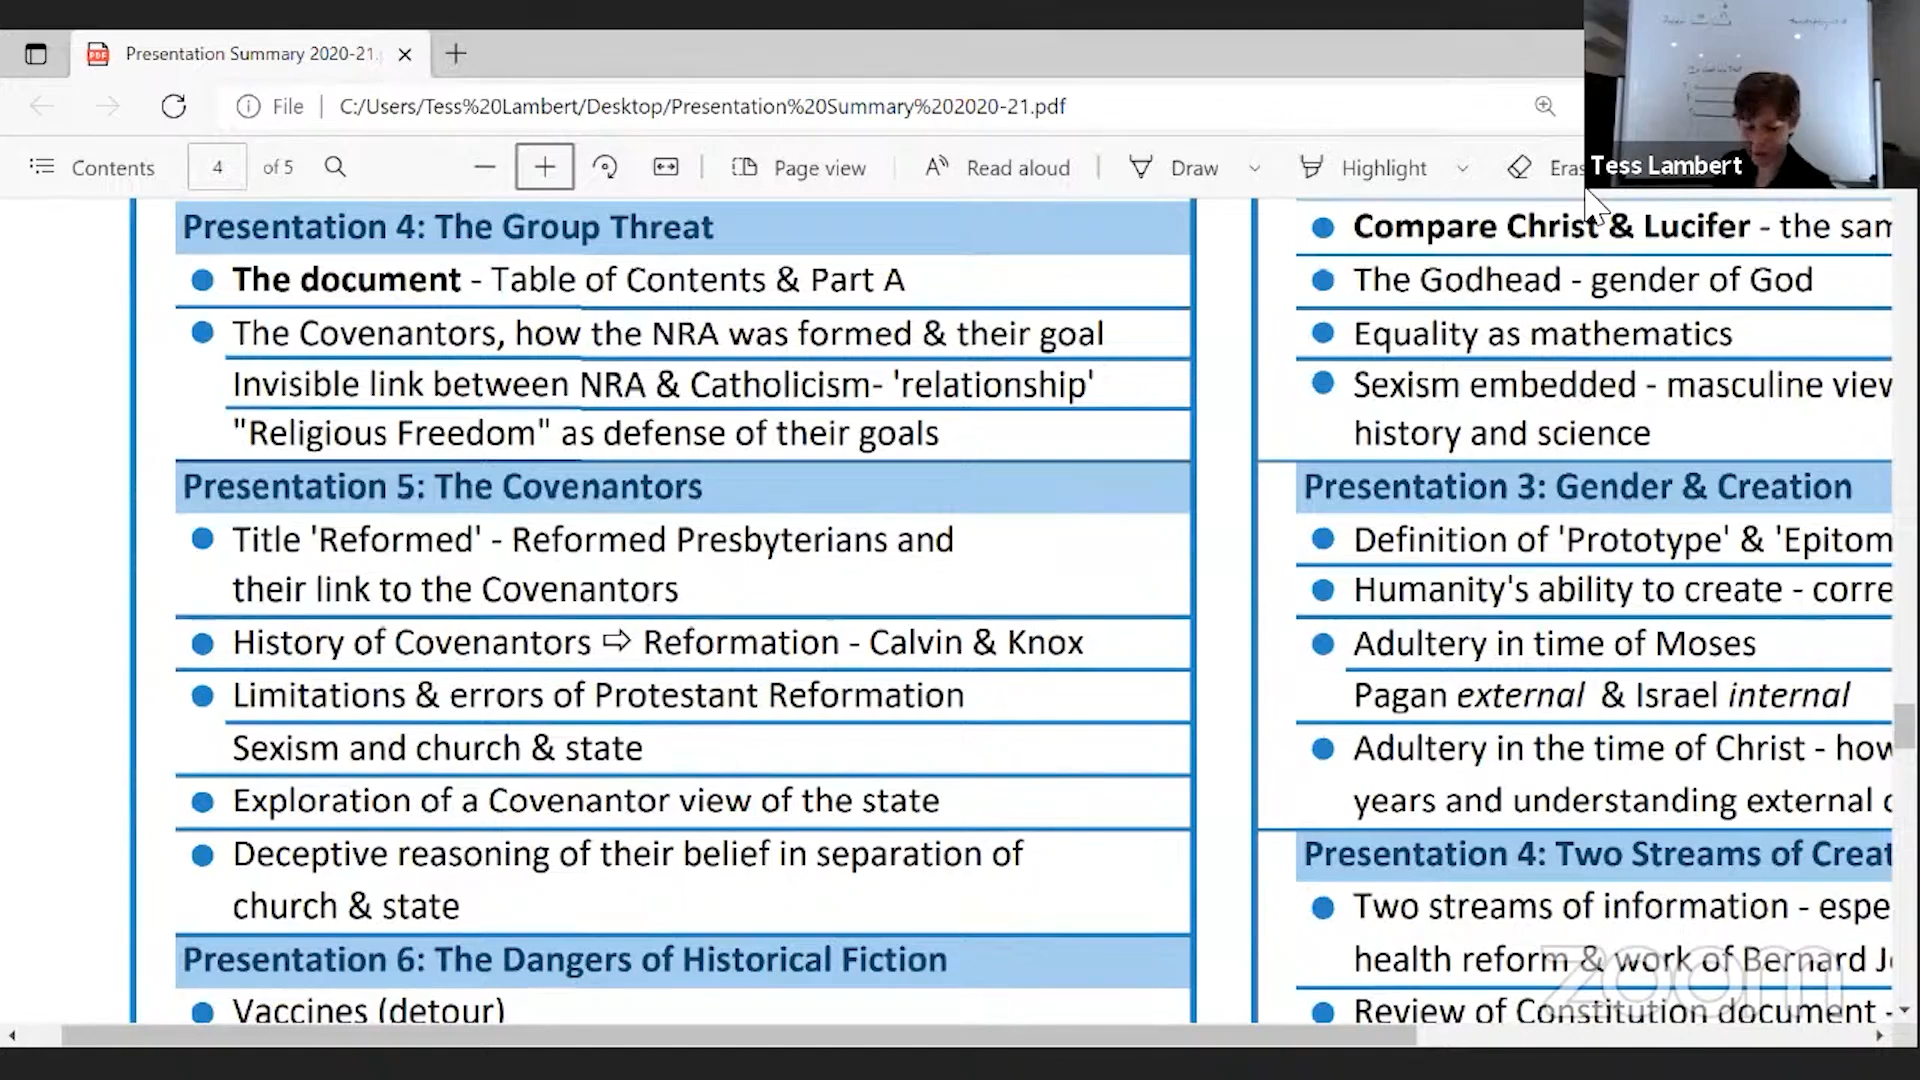 Presentation Summary 2020-21.
File
C:/Users/Tess%20Lambert/Desktop/Presentation%20Summary%202020-21.pdf
Contents
4
of 5
Page view
Read aloud
Draw
Highlight
Tess Lambert
Presentation 4: The Group Threat
The document - Table of Contents & Part A
The Covenantors, how the NRA was formed & their goal
Invisible link between NRA & Catholicism- 'relationship'
"Religious Freedom" as defense of their goals
Presentation 5: The Covenantors
Title 'Reformed' - Reformed Presbyterians and
their link to the Covenantors
History of Covenantors ⇨ Reformation - Calvin & Knox
Limitations & errors of Protestant Reformation
Sexism and church & state
Exploration of a Covenantor view of the state
Deceptive reasoning of their belief in separation of
church & state
Presentation 6: The Dangers of Historical Fiction
Vaccines (detour)
Compare Christ & Lucifer - the sam
The Godhead - gender of God
Equality as mathematics
Sexism embedded - masculine view
history and science
Presentation 3: Gender & Creation
Definition of 'Prototype' & 'Epitom
Humanity's ability to create - corre
Adultery in time of Moses
Pagan external & Israel internal
Adultery in the time of Christ - how
years and understanding external
Presentation 4: Two Streams of Creat
Two streams of information - espe
health reform & work of Bernard
Review of Constitution document -
zoom